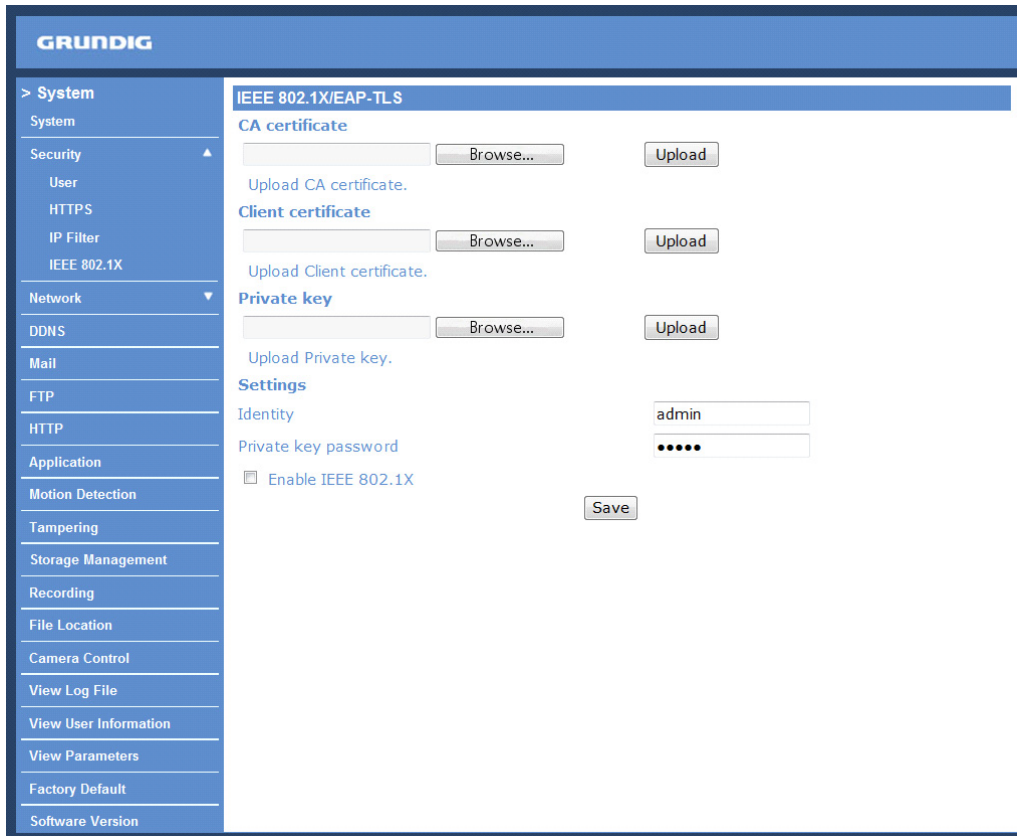 GRUNDIG
> System
System
Security
User
HTTPS
IP Filter
IEEE 802.1X
Network
DDNS
Mail
FTP
HTTP
Application
Motion Detection
Tampering
Storage Management
Recording
File Location
Camera Control
View Log File
View User Information
View Parameters
Factory Default
Software Version
IEEE 802.1X/EAP-TLS
CA certificate
Browse... Upload
Upload CA certificate.
Client certificate
Browse... Upload
Upload Client certificate.
Private key
Browse... Upload
Upload Private key.
Settings
Identity admin
Private key password •••••
Enable IEEE 802.1X
Save